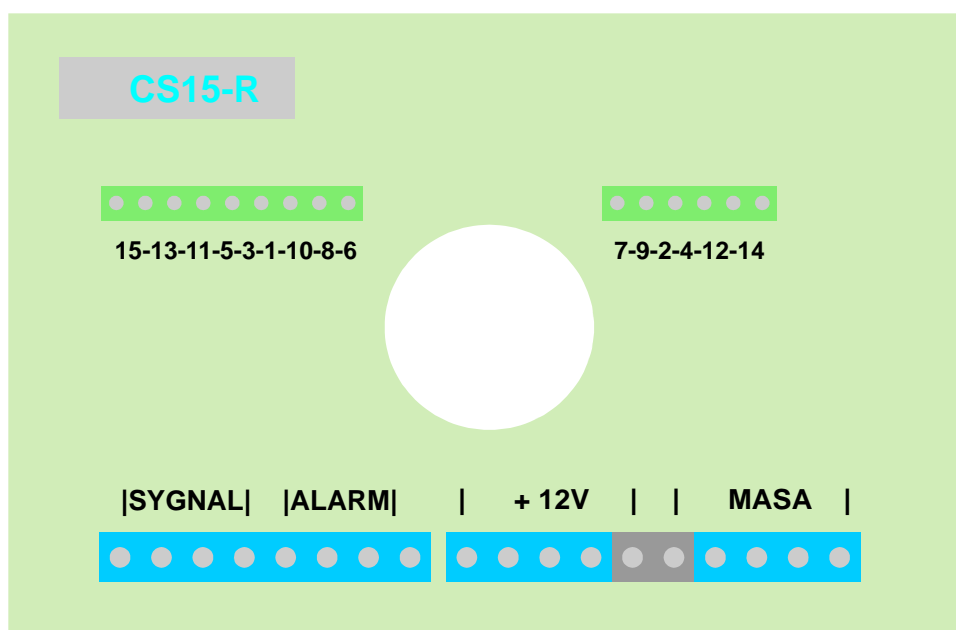 CS15-R
15-13-11-5-3-1-10-8-6 7-9-2-4-12-14
|SYGNAL| |ALARM| | + 12V | | MASA |